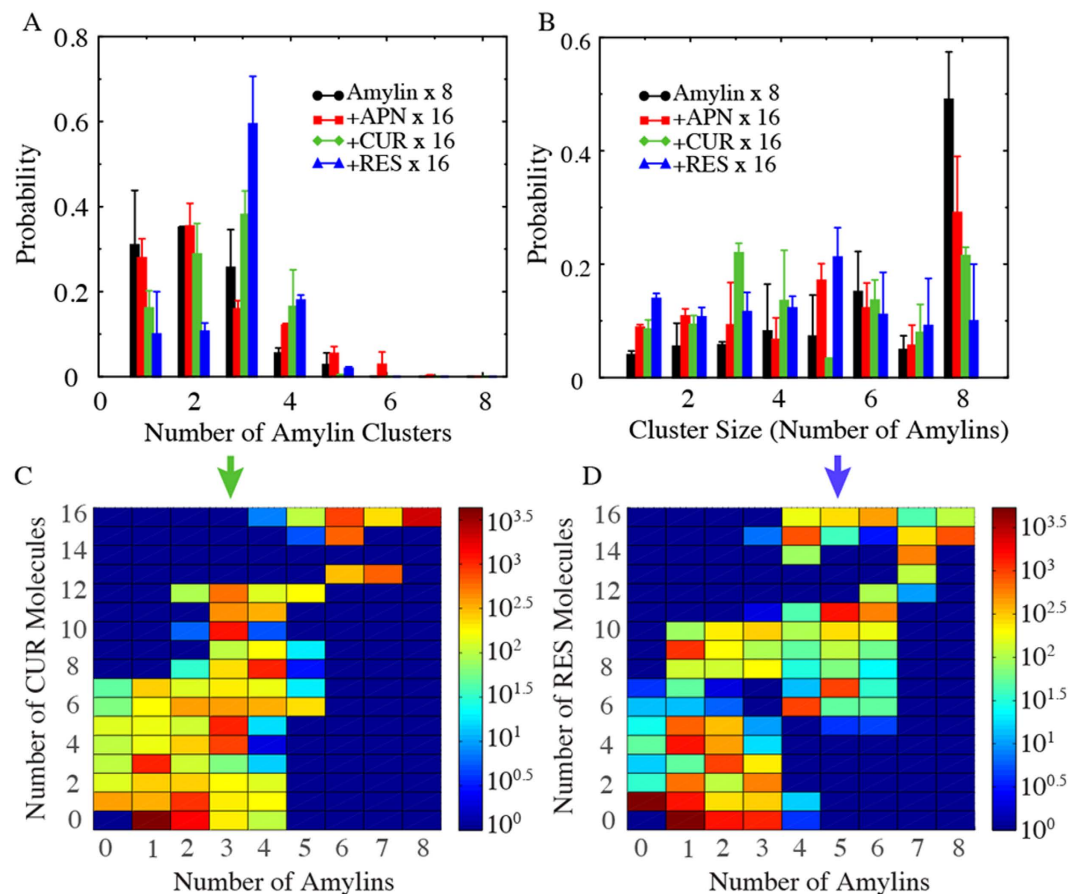 A
0.8
0.6
0.4
0.2
0
Probability
Amylin x 8
+APN x 16
+CUR x 16
+RES x 16
0 2 4 6 8
Number of Amylin Clusters
B
0.6
0.4
0.2
0
Probability
Amylin x 8
+APN x 16
+CUR x 16
+RES x 16
2 4 6 8
Cluster Size (Number of Amylins)
C
16
14
12
10
8
6
4
2
0
Number of CUR Molecules
0 1 2 3 4 5 6 7 8
Number of Amylins
10^3.5
10^3
10^2.5
10^2
10^1.5
10^1
10^0.5
10^0
D
16
14
12
10
8
6
4
2
0
Number of RES Molecules
0 1 2 3 4 5 6 7 8
Number of Amylins
10^3.5
10^3
10^2.5
10^2
10^1.5
10^1
10^0.5
10^0